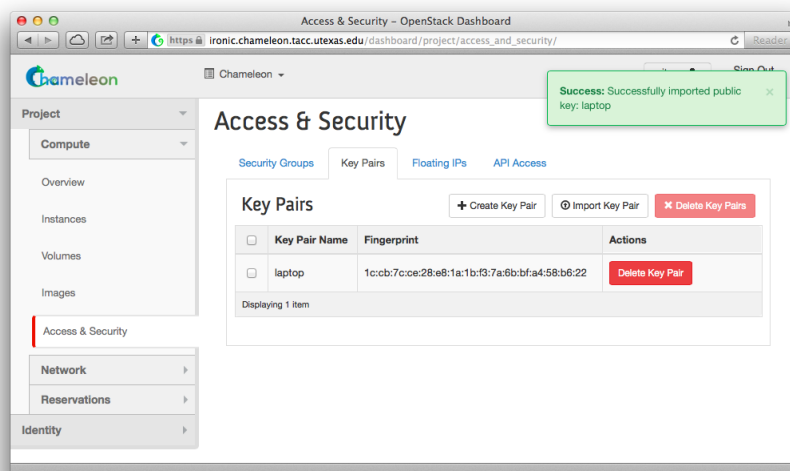 Access & Security – OpenStack Dashboard
https ironic.chameleon.tacc.utexas.edu/dashboard/project/access_and_security/
Reader
Chameleon
Chameleon
Sign Out
Success: Successfully imported public
key: laptop
×
Project
Compute
Overview
Instances
Volumes
Images
Access & Security
Network
Reservations
Identity
Access & Security
Security Groups Key Pairs Floating IPs API Access
Key Pairs
+ Create Key Pair Import Key Pair ✖ Delete Key Pairs
Key Pair Name Fingerprint Actions
laptop 1c:cb:7c:ce:28:e8:1a:1b:f3:7a:6b:bf:a4:58:b6:22 Delete Key Pair
Displaying 1 item